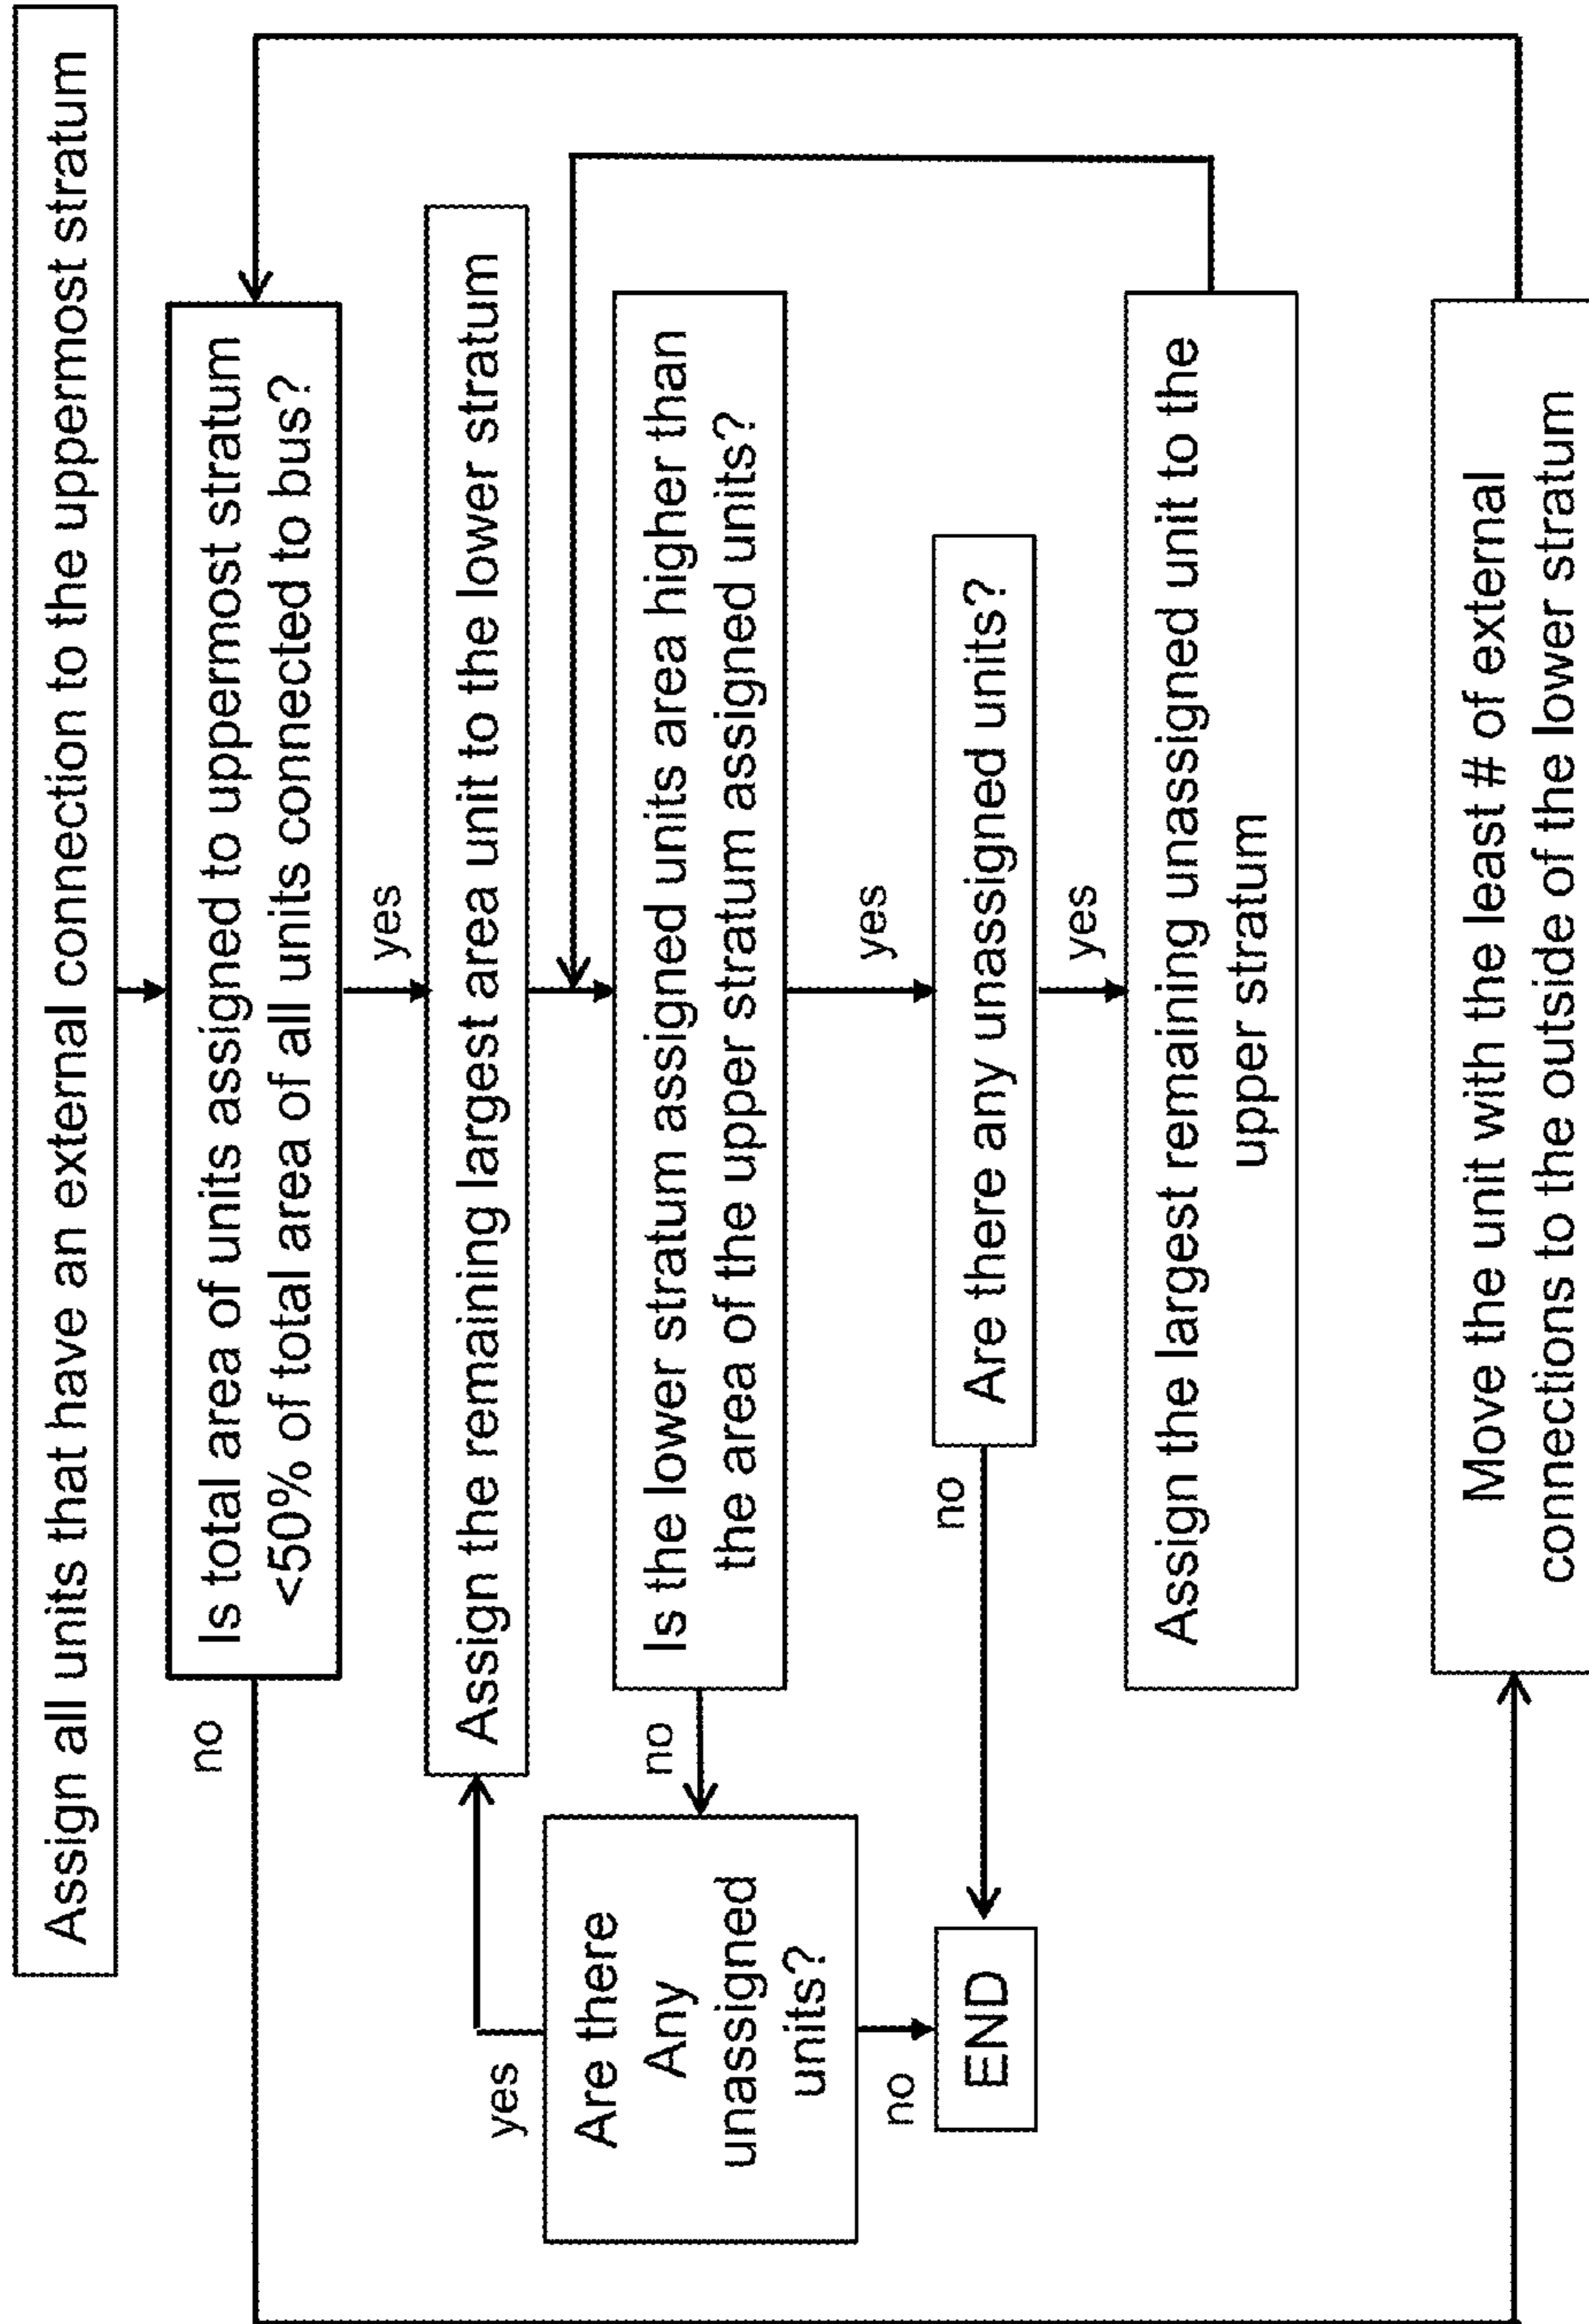 Assign all units that have an external connection to the uppermost stratum
Is total area of units assigned to uppermost stratum
<50% of total area of all units connected to bus?
no
yes
Assign the remaining largest area unit to the lower stratum
Is the lower stratum assigned units area higher than
the area of the upper stratum assigned units?
no
yes
Are there
Any
unassigned
units?
yes
no
Are there any unassigned units?
no
yes
END
Assign the largest remaining unassigned unit to the
upper stratum
Move the unit with the least # of external
connections to the outside of the lower stratum